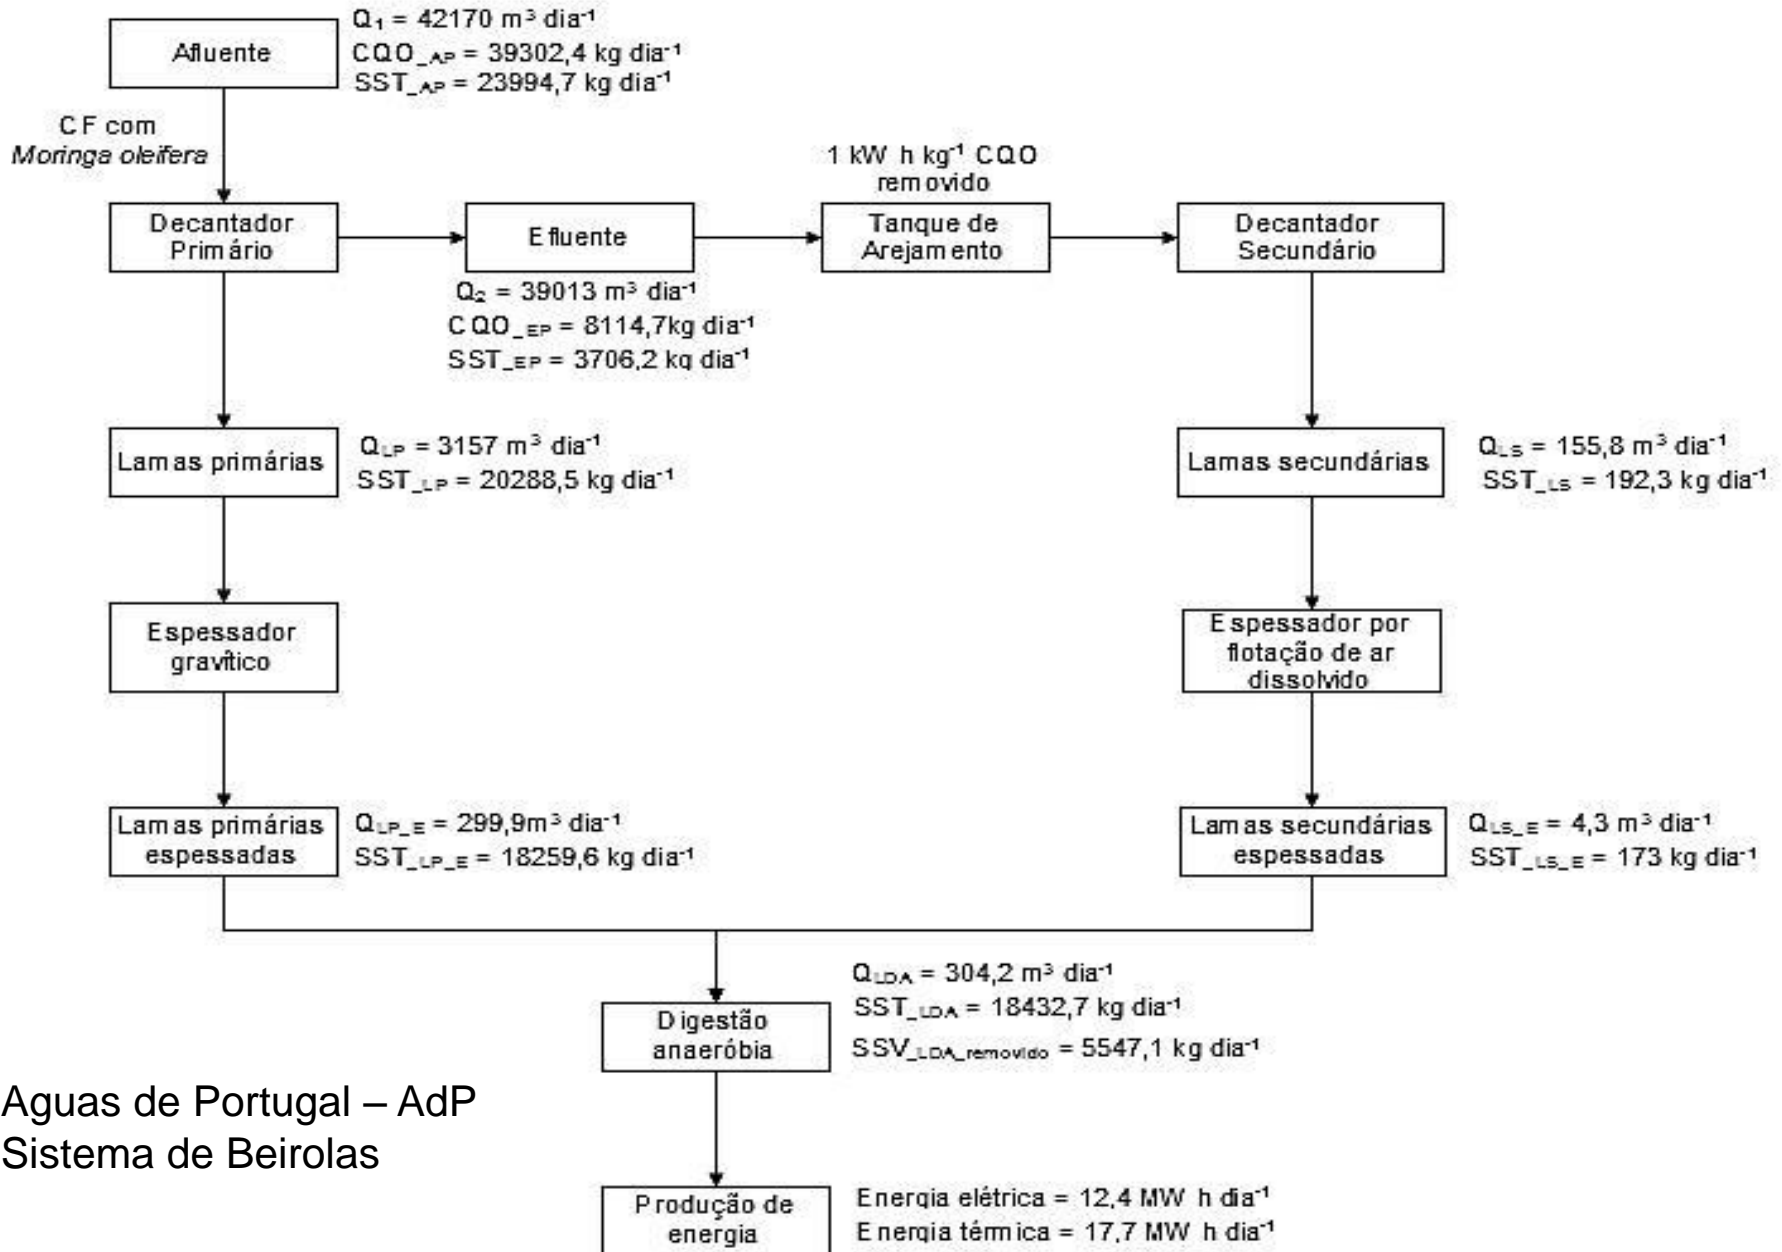 Afluente
Q₁ = 42170 m³ dia⁻¹
CQO_AP = 39302,4 kg dia⁻¹
SST_AP = 23994,7 kg dia⁻¹
CF com
Moringa oleifera
1 kW h kg⁻¹ CQO
removido
Decantador
Primário
Efluente
Tanque de
Arejamento
Decantador
Secundário
Q₂ = 39013 m³ dia⁻¹
CQO_EP = 8114,7kg dia⁻¹
SST_EP = 3706,2 kg dia⁻¹
Lamas primárias
Q_LP = 3157 m³ dia⁻¹
SST_LP = 20288,5 kg dia⁻¹
Lamas secundárias
Q_LS = 155,8 m³ dia⁻¹
SST_LS = 192,3 kg dia⁻¹
Espessador
gravítico
Espessador por
flotação de ar
dissolvido
Lamas primárias
espessadas
Q_LP_E = 299,9m³ dia⁻¹
SST_LP_E = 18259,6 kg dia⁻¹
Lamas secundárias
espessadas
Q_LS_E = 4,3 m³ dia⁻¹
SST_LS_E = 173 kg dia⁻¹
Digestão
anaeróbia
Q_LDA = 304,2 m³ dia⁻¹
SST_LDA = 18432,7 kg dia⁻¹
SSV_LDA_removido = 5547,1 kg dia⁻¹
Aguas de Portugal – AdP
Sistema de Beirolas
Produção de
energia
Energia elétrica = 12,4 MW h dia⁻¹
Energia térmica = 17,7 MW h dia⁻¹